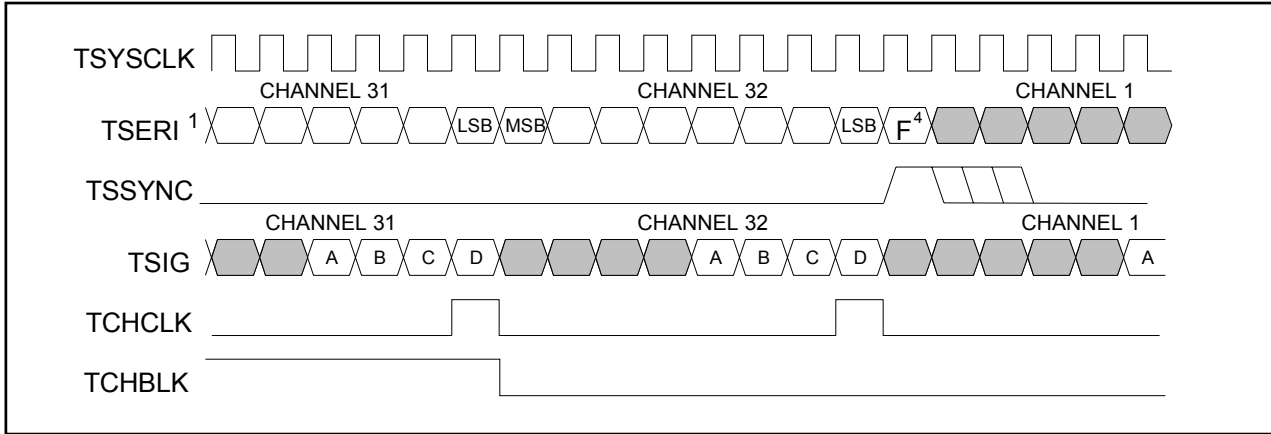 TSYSCLK
CHANNEL 31 CHANNEL 32 CHANNEL 1
TSERI 1 LSB MSB LSB F4
TSSYNC
CHANNEL 31 CHANNEL 32 CHANNEL 1
TSIG A B C D A B C D A
TCHCLK
TCHBLK